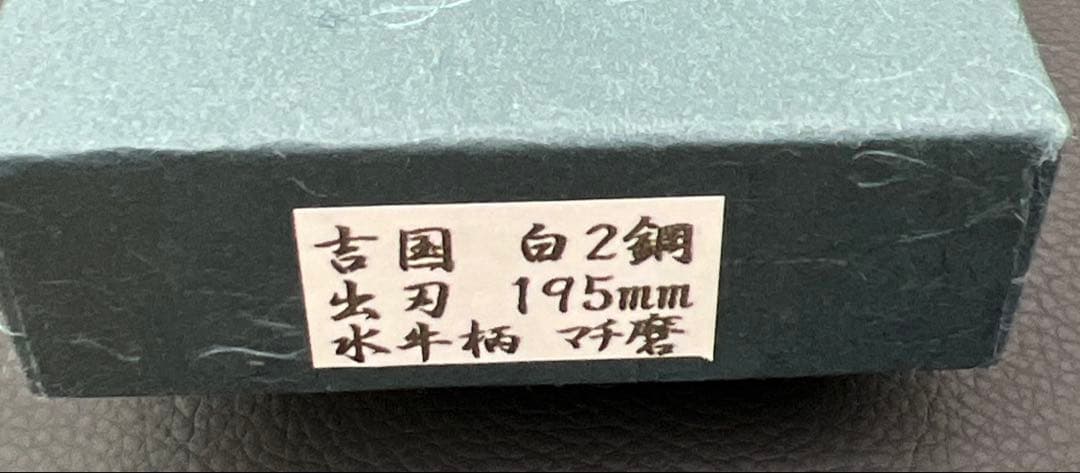 吉国 白2鋼
出刃 195mm
水牛柄 マチ磨